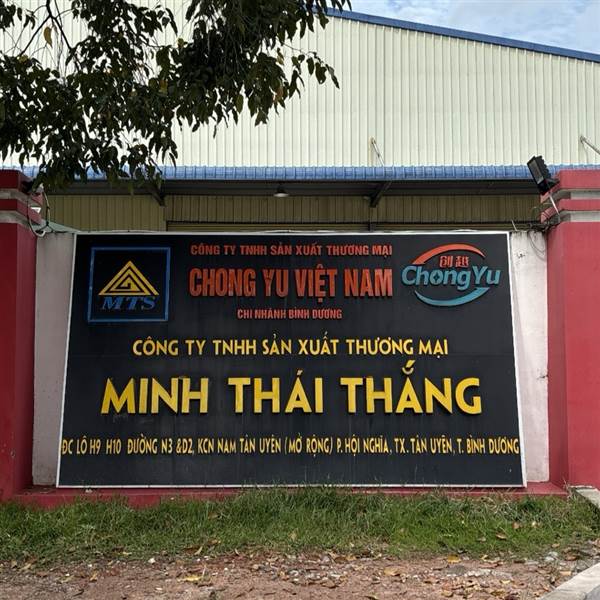 CÔNG TY TNHH SẢN XUẤT THƯƠNG MẠI
CHONG YU VIỆT NAM
CHI NHÁNH BÌNH DƯƠNG
MTS
创超
ChongYu
CÔNG TY TNHH SẢN XUẤT THƯƠNG MẠI
MINH THÁI THẮNG
ĐC LÔ H9 H10 ĐƯỜNG N3 &D2, KCN NAM TÂN UYÊN (MỞ RỘNG) P. HỘI NGHĨA, TX. TÂN UYÊN, T. BÌNH DƯƠNG